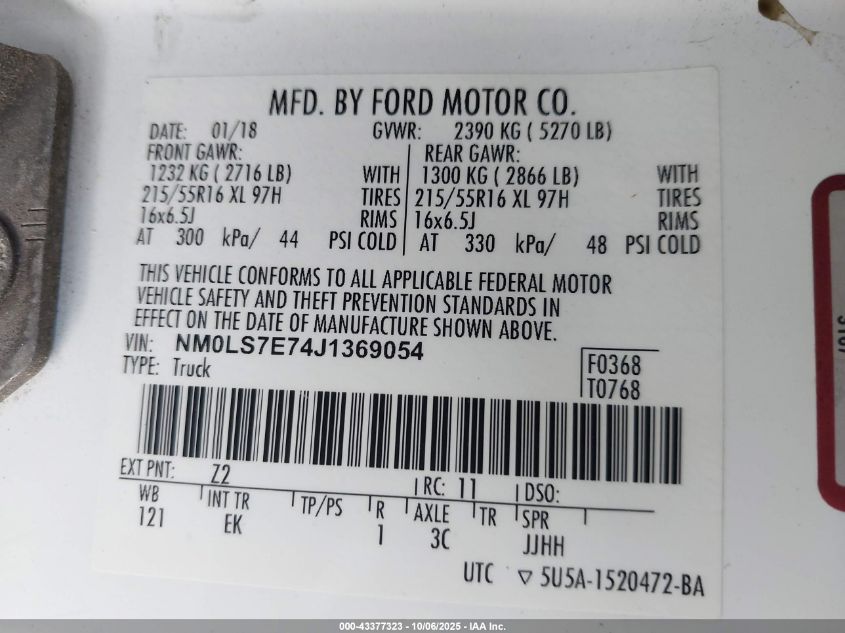 MFD. BY FORD MOTOR CO.
DATE: 01/18 GVWR: 2390 KG ( 5270 LB)
FRONT GAWR: REAR GAWR:
1232 KG ( 2716 LB) WITH 1300 KG ( 2866 LB) WITH
215/55R16 XL 97H TIRES 215/55R16 XL 97H TIRES
16x6.5J RIMS 16x6.5J RIMS
AT 300 kPa/ 44 PSI COLD AT 330 kPa/ 48 PSI COLD
THIS VEHICLE CONFORMS TO ALL APPLICABLE FEDERAL MOTOR
VEHICLE SAFETY AND THEFT PREVENTION STANDARDS IN
EFFECT ON THE DATE OF MANUFACTURE SHOWN ABOVE.
VIN: NM0LS7E74J1369054
TYPE: Truck
F0368
T0768
EXT PNT: Z2 RC: 11 DSO:
WB INT TR TP/PS R AXLE TR SPR
121 EK 1 3C JJHH
UTC ▽ 5U5A-1520472-BA
000-43377323 - 10/06/2025 - IAA Inc.